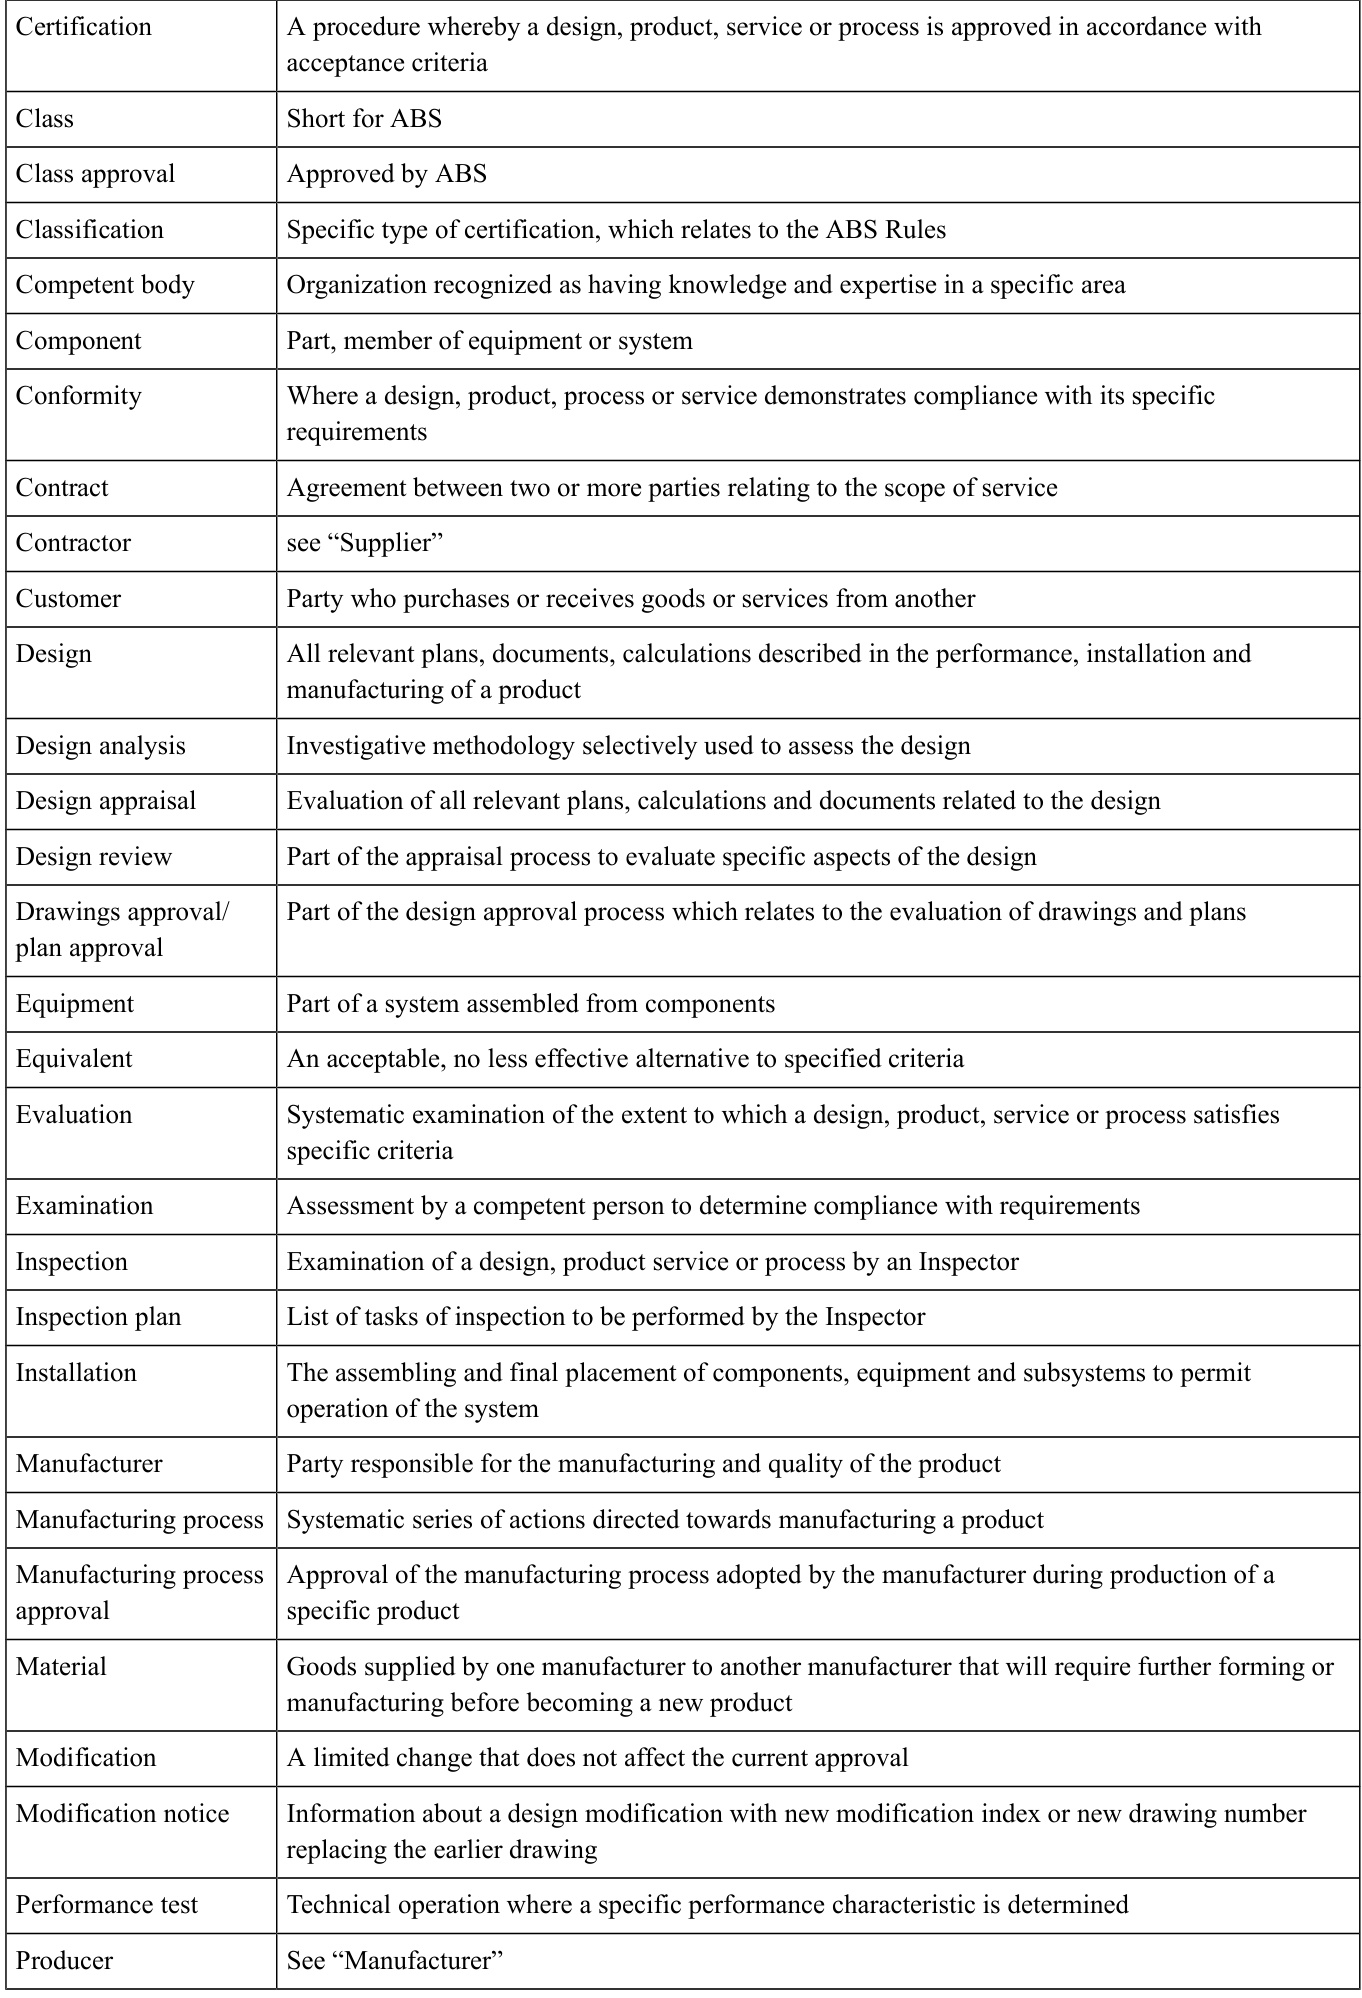 Certification
A procedure whereby a design, product, service or process is approved in accordance with
acceptance criteria
Class
Short for ABS
Class approval
Approved by ABS
Classification
Specific type of certification, which relates to the ABS Rules
Competent body
Organization recognized as having knowledge and expertise in a specific area
Component
Part, member of equipment or system
Conformity
Where a design, product, process or service demonstrates compliance with its specific
requirements
Contract
Agreement between two or more parties relating to the scope of service
Contractor
see “Supplier”
Customer
Party who purchases or receives goods or services from another
Design
All relevant plans, documents, calculations described in the performance, installation and
manufacturing of a product
Design analysis
Investigative methodology selectively used to assess the design
Design appraisal
Evaluation of all relevant plans, calculations and documents related to the design
Design review
Part of the appraisal process to evaluate specific aspects of the design
Drawings approval/
plan approval
Part of the design approval process which relates to the evaluation of drawings and plans
Equipment
Part of a system assembled from components
Equivalent
An acceptable, no less effective alternative to specified criteria
Evaluation
Systematic examination of the extent to which a design, product, service or process satisfies
specific criteria
Examination
Assessment by a competent person to determine compliance with requirements
Inspection
Examination of a design, product service or process by an Inspector
Inspection plan
List of tasks of inspection to be performed by the Inspector
Installation
The assembling and final placement of components, equipment and subsystems to permit
operation of the system
Manufacturer
Party responsible for the manufacturing and quality of the product
Manufacturing process
Systematic series of actions directed towards manufacturing a product
Manufacturing process
approval
Approval of the manufacturing process adopted by the manufacturer during production of a
specific product
Material
Goods supplied by one manufacturer to another manufacturer that will require further forming or
manufacturing before becoming a new product
Modification
A limited change that does not affect the current approval
Modification notice
Information about a design modification with new modification index or new drawing number
replacing the earlier drawing
Performance test
Technical operation where a specific performance characteristic is determined
Producer
See “Manufacturer”